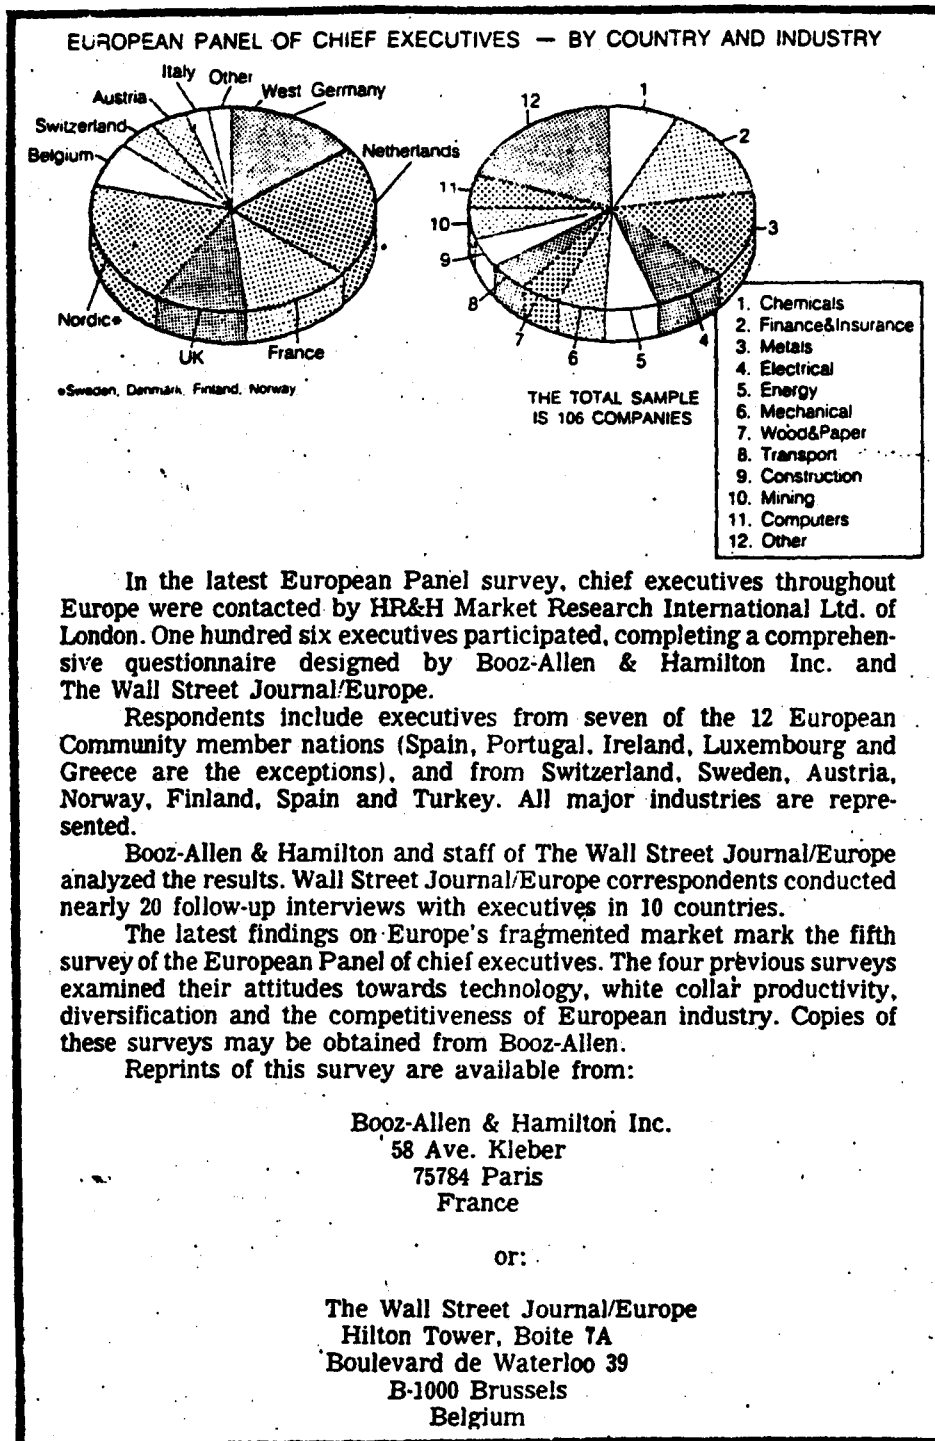 EUROPEAN PANEL OF CHIEF EXECUTIVES — BY COUNTRY AND INDUSTRY
Italy
Other
West Germany
Austria
Switzerland
Belgium
Netherlands
Nordic*
UK
France
*Sweden, Denmark, Finland, Norway
12
1
2
11
10
3
9
8
7
6
5
4
THE TOTAL SAMPLE
IS 106 COMPANIES
1. Chemicals
2. Finance&Insurance
3. Metals
4. Electrical
5. Energy
6. Mechanical
7. Wood&Paper
8. Transport
9. Construction
10. Mining
11. Computers
12. Other
In the latest European Panel survey, chief executives throughout
Europe were contacted by HR&H Market Research International Ltd. of
London. One hundred six executives participated, completing a comprehen-
sive questionnaire designed by Booz-Allen & Hamilton Inc. and
The Wall Street Journal/Europe.
Respondents include executives from seven of the 12 European
Community member nations (Spain, Portugal, Ireland, Luxembourg and
Greece are the exceptions), and from Switzerland, Sweden, Austria,
Norway, Finland, Spain and Turkey. All major industries are repre-
sented.
Booz-Allen & Hamilton and staff of The Wall Street Journal/Europe
analyzed the results. Wall Street Journal/Europe correspondents conducted
nearly 20 follow-up interviews with executives in 10 countries.
The latest findings on Europe's fragmented market mark the fifth
survey of the European Panel of chief executives. The four previous surveys
examined their attitudes towards technology, white collar productivity,
diversification and the competitiveness of European industry. Copies of
these surveys may be obtained from Booz-Allen.
Reprints of this survey are available from:
Booz-Allen & Hamilton Inc.
58 Ave. Kleber
75784 Paris
France
or:
The Wall Street Journal/Europe
Hilton Tower, Boite 7A
Boulevard de Waterloo 39
B-1000 Brussels
Belgium